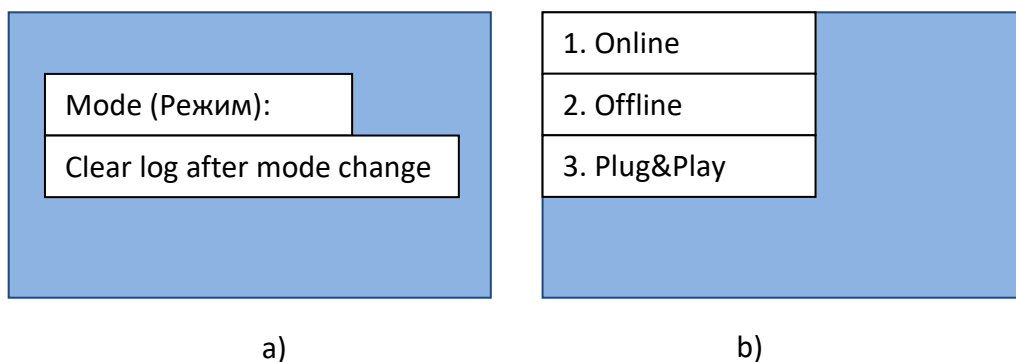 Mode (Режим):
Clear log after mode change
a)
1. Online
2. Offline
3. Plug&Play
b)